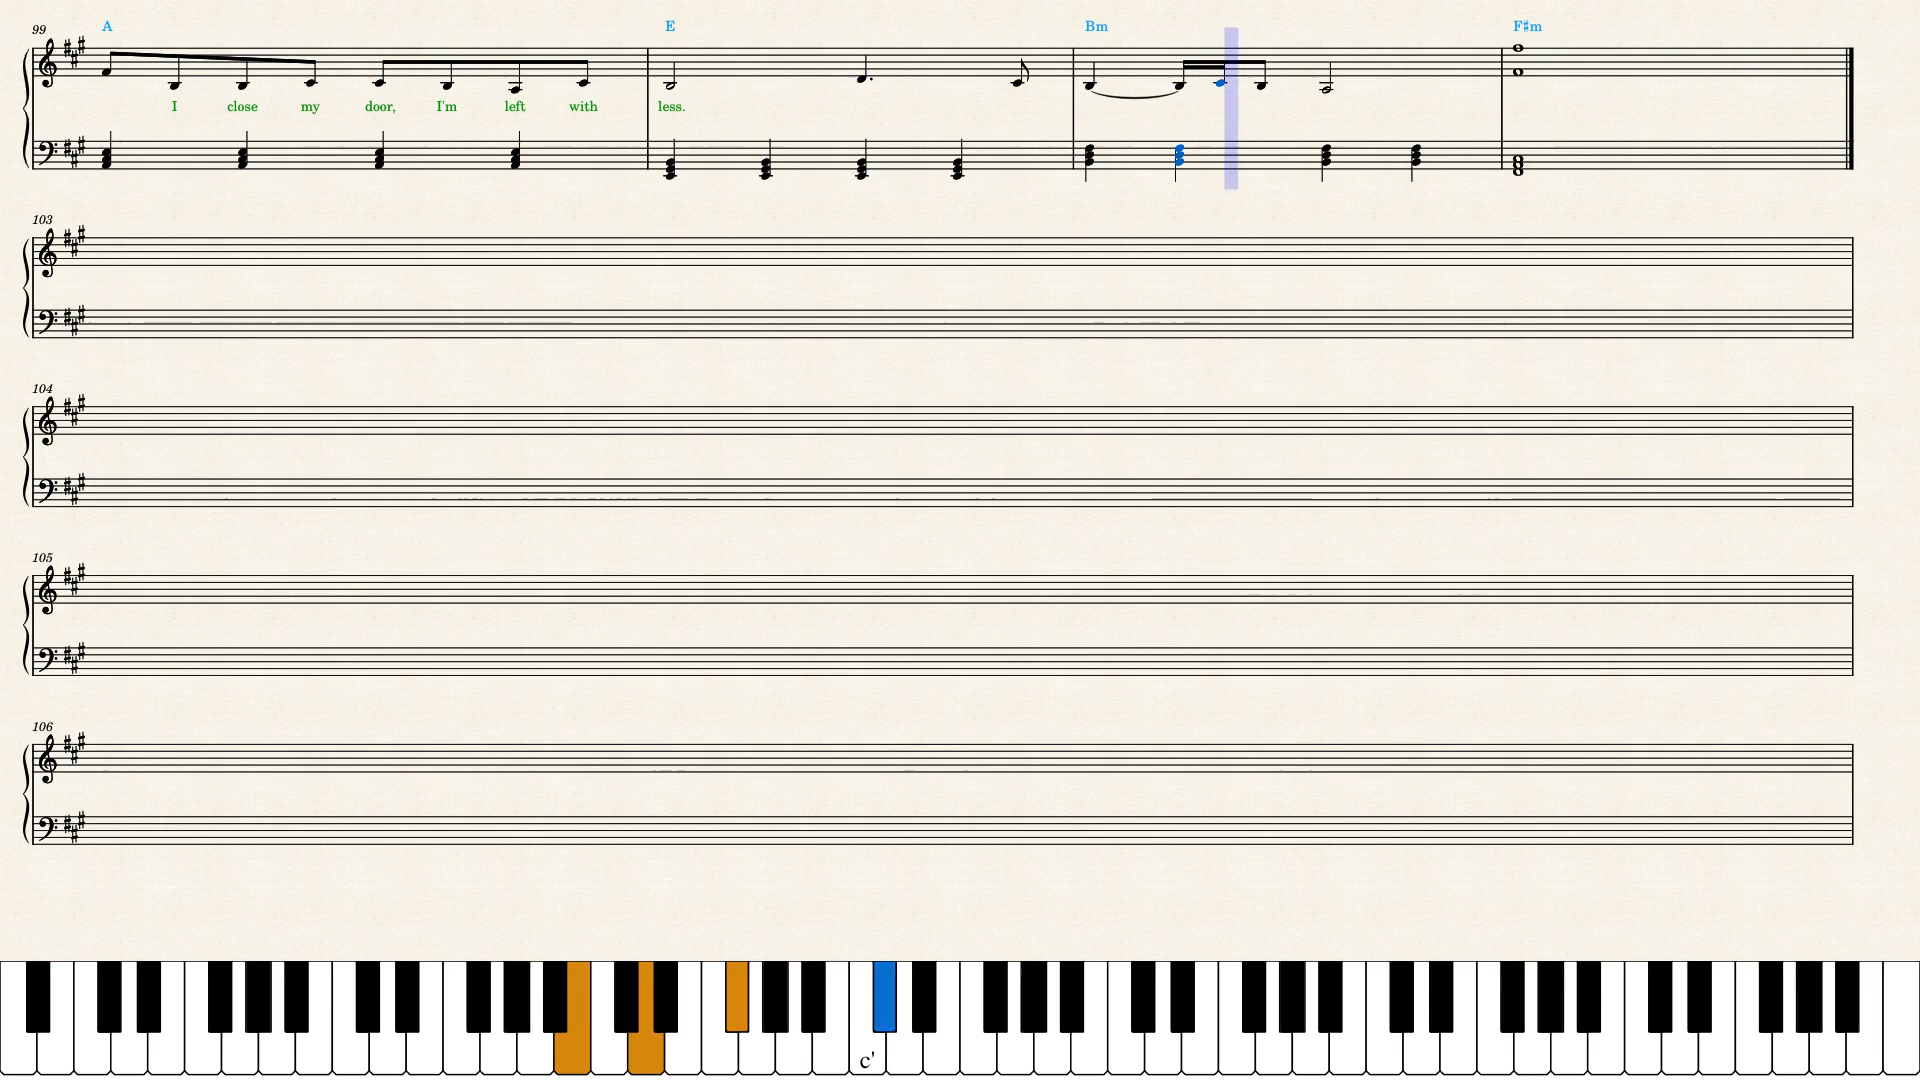 99 A E Bm F♯m
I close my door, I'm left with less.
103
104
105
106
c'